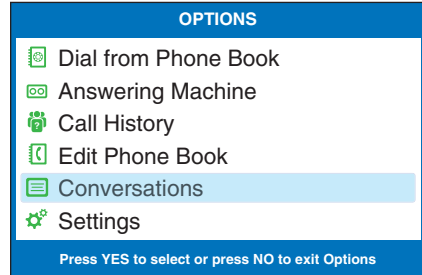 OPTIONS
Dial from Phone Book
Answering Machine
Call History
Edit Phone Book
Conversations
Settings
Press YES to select or press NO to exit Options